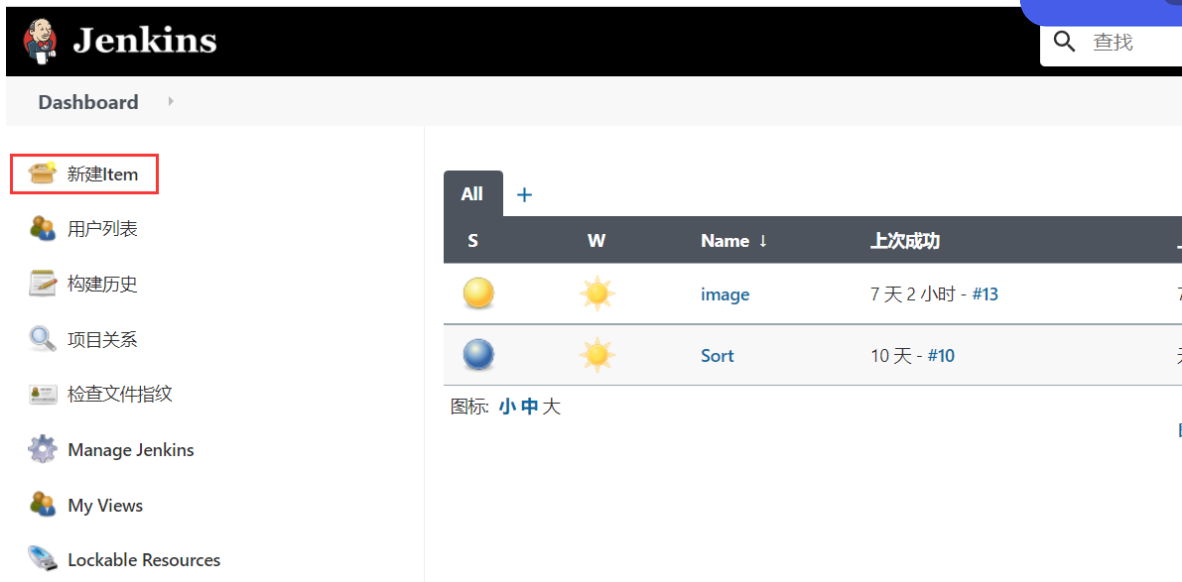 Jenkins
查找
Dashboard
新建Item
用户列表
构建历史
项目关系
检查文件指纹
Manage Jenkins
My Views
Lockable Resources
All +
S W Name ↓ 上次成功
image 7 天 2 小时 - #13
Sort 10 天 - #10
图标: 小 中 大